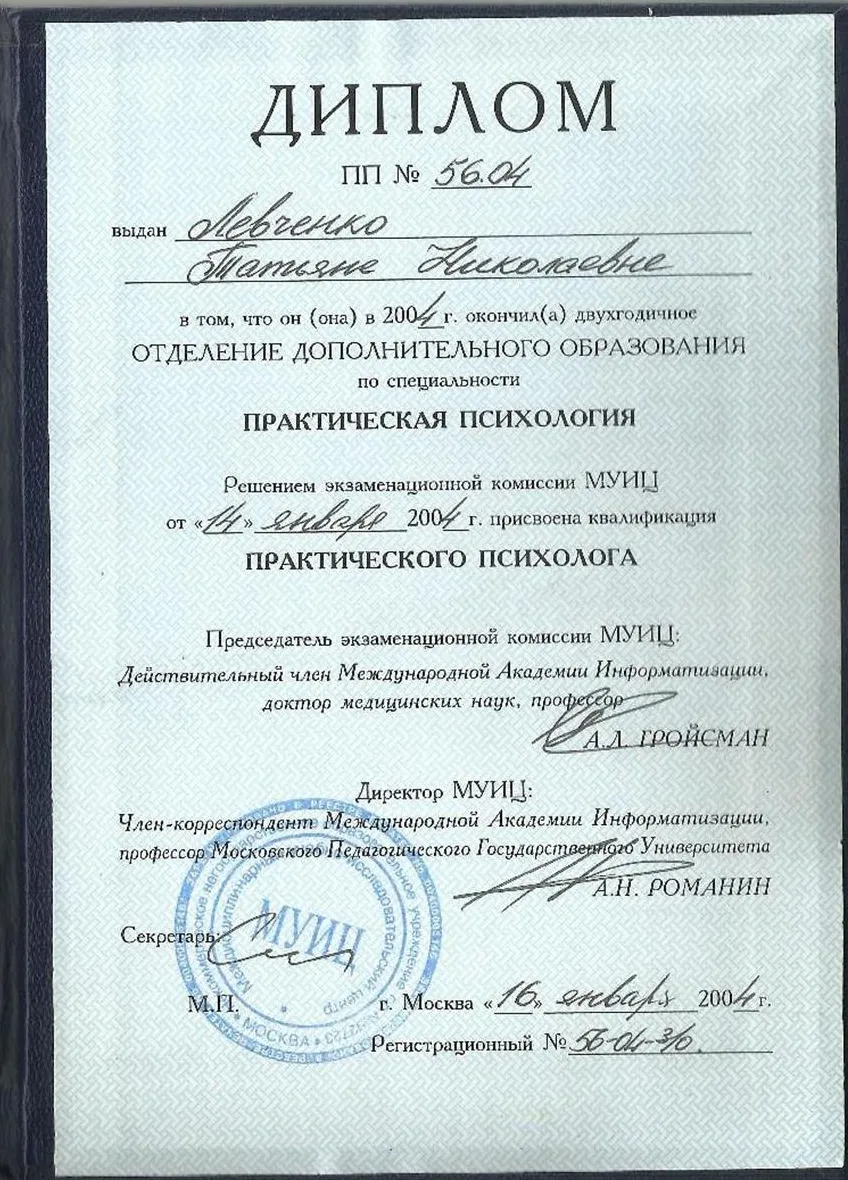 ДИПЛОМ
ПП № 56.04
выдан Левченко
Татьяне Николаевне
в том, что он (она) в 2004 г. окончил(а) двухгодичное
ОТДЕЛЕНИЕ ДОПОЛНИТЕЛЬНОГО ОБРАЗОВАНИЯ
по специальности
ПРАКТИЧЕСКАЯ ПСИХОЛОГИЯ
Решением экзаменационной комиссии МУИЦ
от «14» января 2004 г. присвоена квалификация
ПРАКТИЧЕСКОГО ПСИХОЛОГА
Председатель экзаменационной комиссии МУИЦ:
Действительный член Международной Академии Информатизации,
доктор медицинских наук, профессор
А.Л. ГРОЙСМАН
Директор МУИЦ:
Член-корреспондент Международной Академии Информатизации,
профессор Московского Педагогического Государственного Университета
А.Н. РОМАНИН
Секретарь:
МУИЦ
М.П. г. Москва «16» января 2004 г.
МОСКВА
Регистрационный № 56-04-з/о.